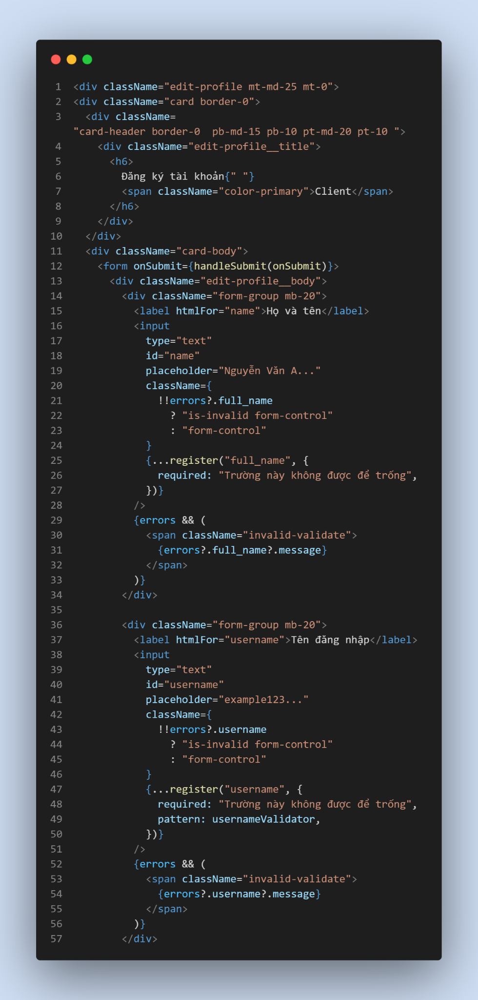 1 <div className="edit-profile mt-md-25 mt-0">
2 <div className="card border-0">
3   <div className=
"card-header border-0  pb-md-15 pb-10 pt-md-20 pt-10 ">
4     <div className="edit-profile__title">
5       <h6>
6         Đăng ký tài khoản{" "}
7         <span className="color-primary">Client</span>
8       </h6>
9     </div>
10   </div>
11   <div className="card-body">
12     <form onSubmit={handleSubmit(onSubmit)}>
13       <div className="edit-profile__body">
14         <div className="form-group mb-20">
15           <label htmlFor="name">Họ và tên</label>
16           <input
17             type="text"
18             id="name"
19             placeholder="Nguyễn Văn A..."
20             className={
21               !!errors?.full_name
22                 ? "is-invalid form-control"
23                 : "form-control"
24             }
25             {...register("full_name", {
26               required: "Trường này không được để trống",
27             })}
28           />
29           {errors && (
30             <span className="invalid-validate">
31               {errors?.full_name?.message}
32             </span>
33           )}
34         </div>
35
36         <div className="form-group mb-20">
37           <label htmlFor="username">Tên đăng nhập</label>
38           <input
39             type="text"
40             id="username"
41             placeholder="example123..."
42             className={
43               !!errors?.username
44                 ? "is-invalid form-control"
45                 : "form-control"
46             }
47             {...register("username", {
48               required: "Trường này không được để trống",
49               pattern: usernameValidator,
50             })}
51           />
52           {errors && (
53             <span className="invalid-validate">
54               {errors?.username?.message}
55             </span>
56           )}
57         </div>